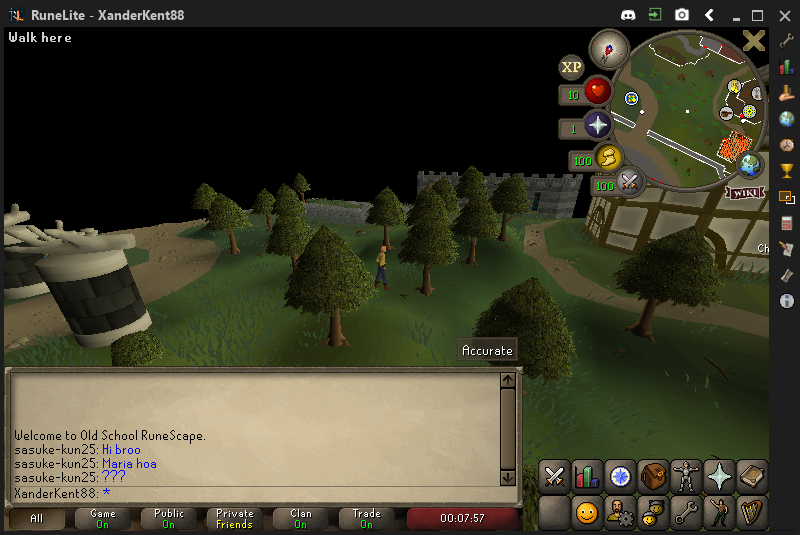 RuneLite - XanderKent88
Walk here
XP
10
1
100
100
WIKI
Ch
Accurate
Welcome to Old School RuneScape.
sasuke-kun25: Hi broo
sasuke-kun25: Maria hoa
sasuke-kun25: ???
XanderKent88: *
All
Game
On
Public
On
Private
Friends
Clan
On
Trade
On
00:07:57